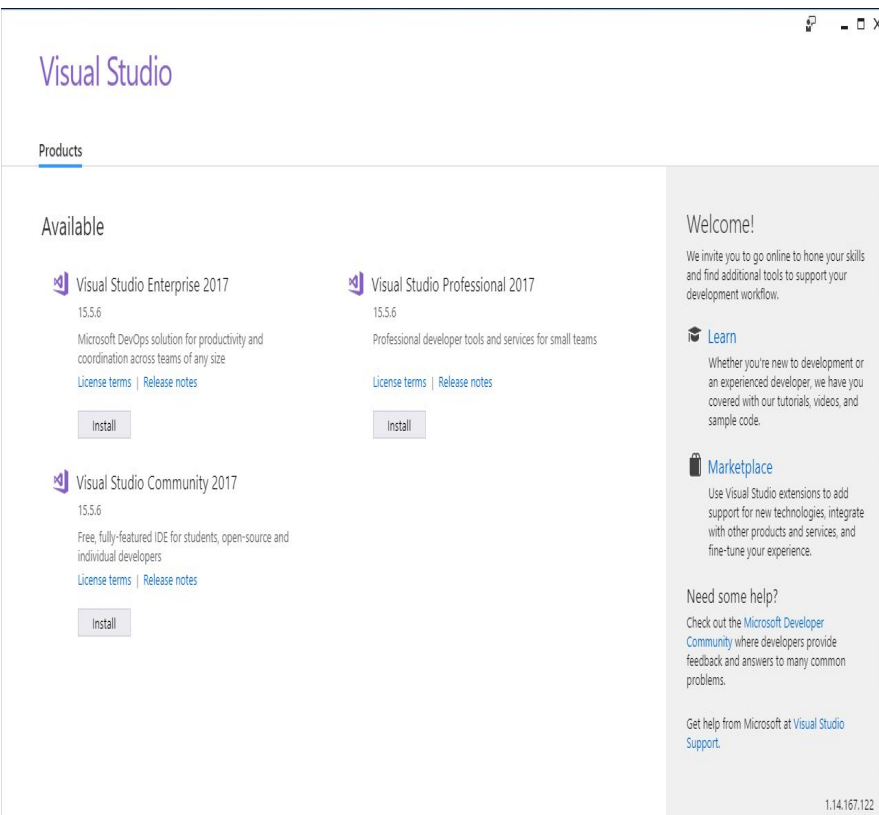 Visual Studio
Products
Available
Visual Studio Enterprise 2017
15.5.6
Microsoft DevOps solution for productivity and
coordination across teams of any size
License terms | Release notes
Install
Visual Studio Professional 2017
15.5.6
Professional developer tools and services for small teams
License terms | Release notes
Install
Visual Studio Community 2017
15.5.6
Free, fully-featured IDE for students, open-source and
individual developers
License terms | Release notes
Install
Welcome!
We invite you to go online to hone your skills
and find additional tools to support your
development workflow.
Learn
Whether you're new to development or
an experienced developer, we have you
covered with our tutorials, videos, and
sample code.
Marketplace
Use Visual Studio extensions to add
support for new technologies, integrate
with other products and services, and
fine-tune your experience.
Need some help?
Check out the Microsoft Developer
Community where developers provide
feedback and answers to many common
problems.
Get help from Microsoft at Visual Studio
Support.
1.14.167.122